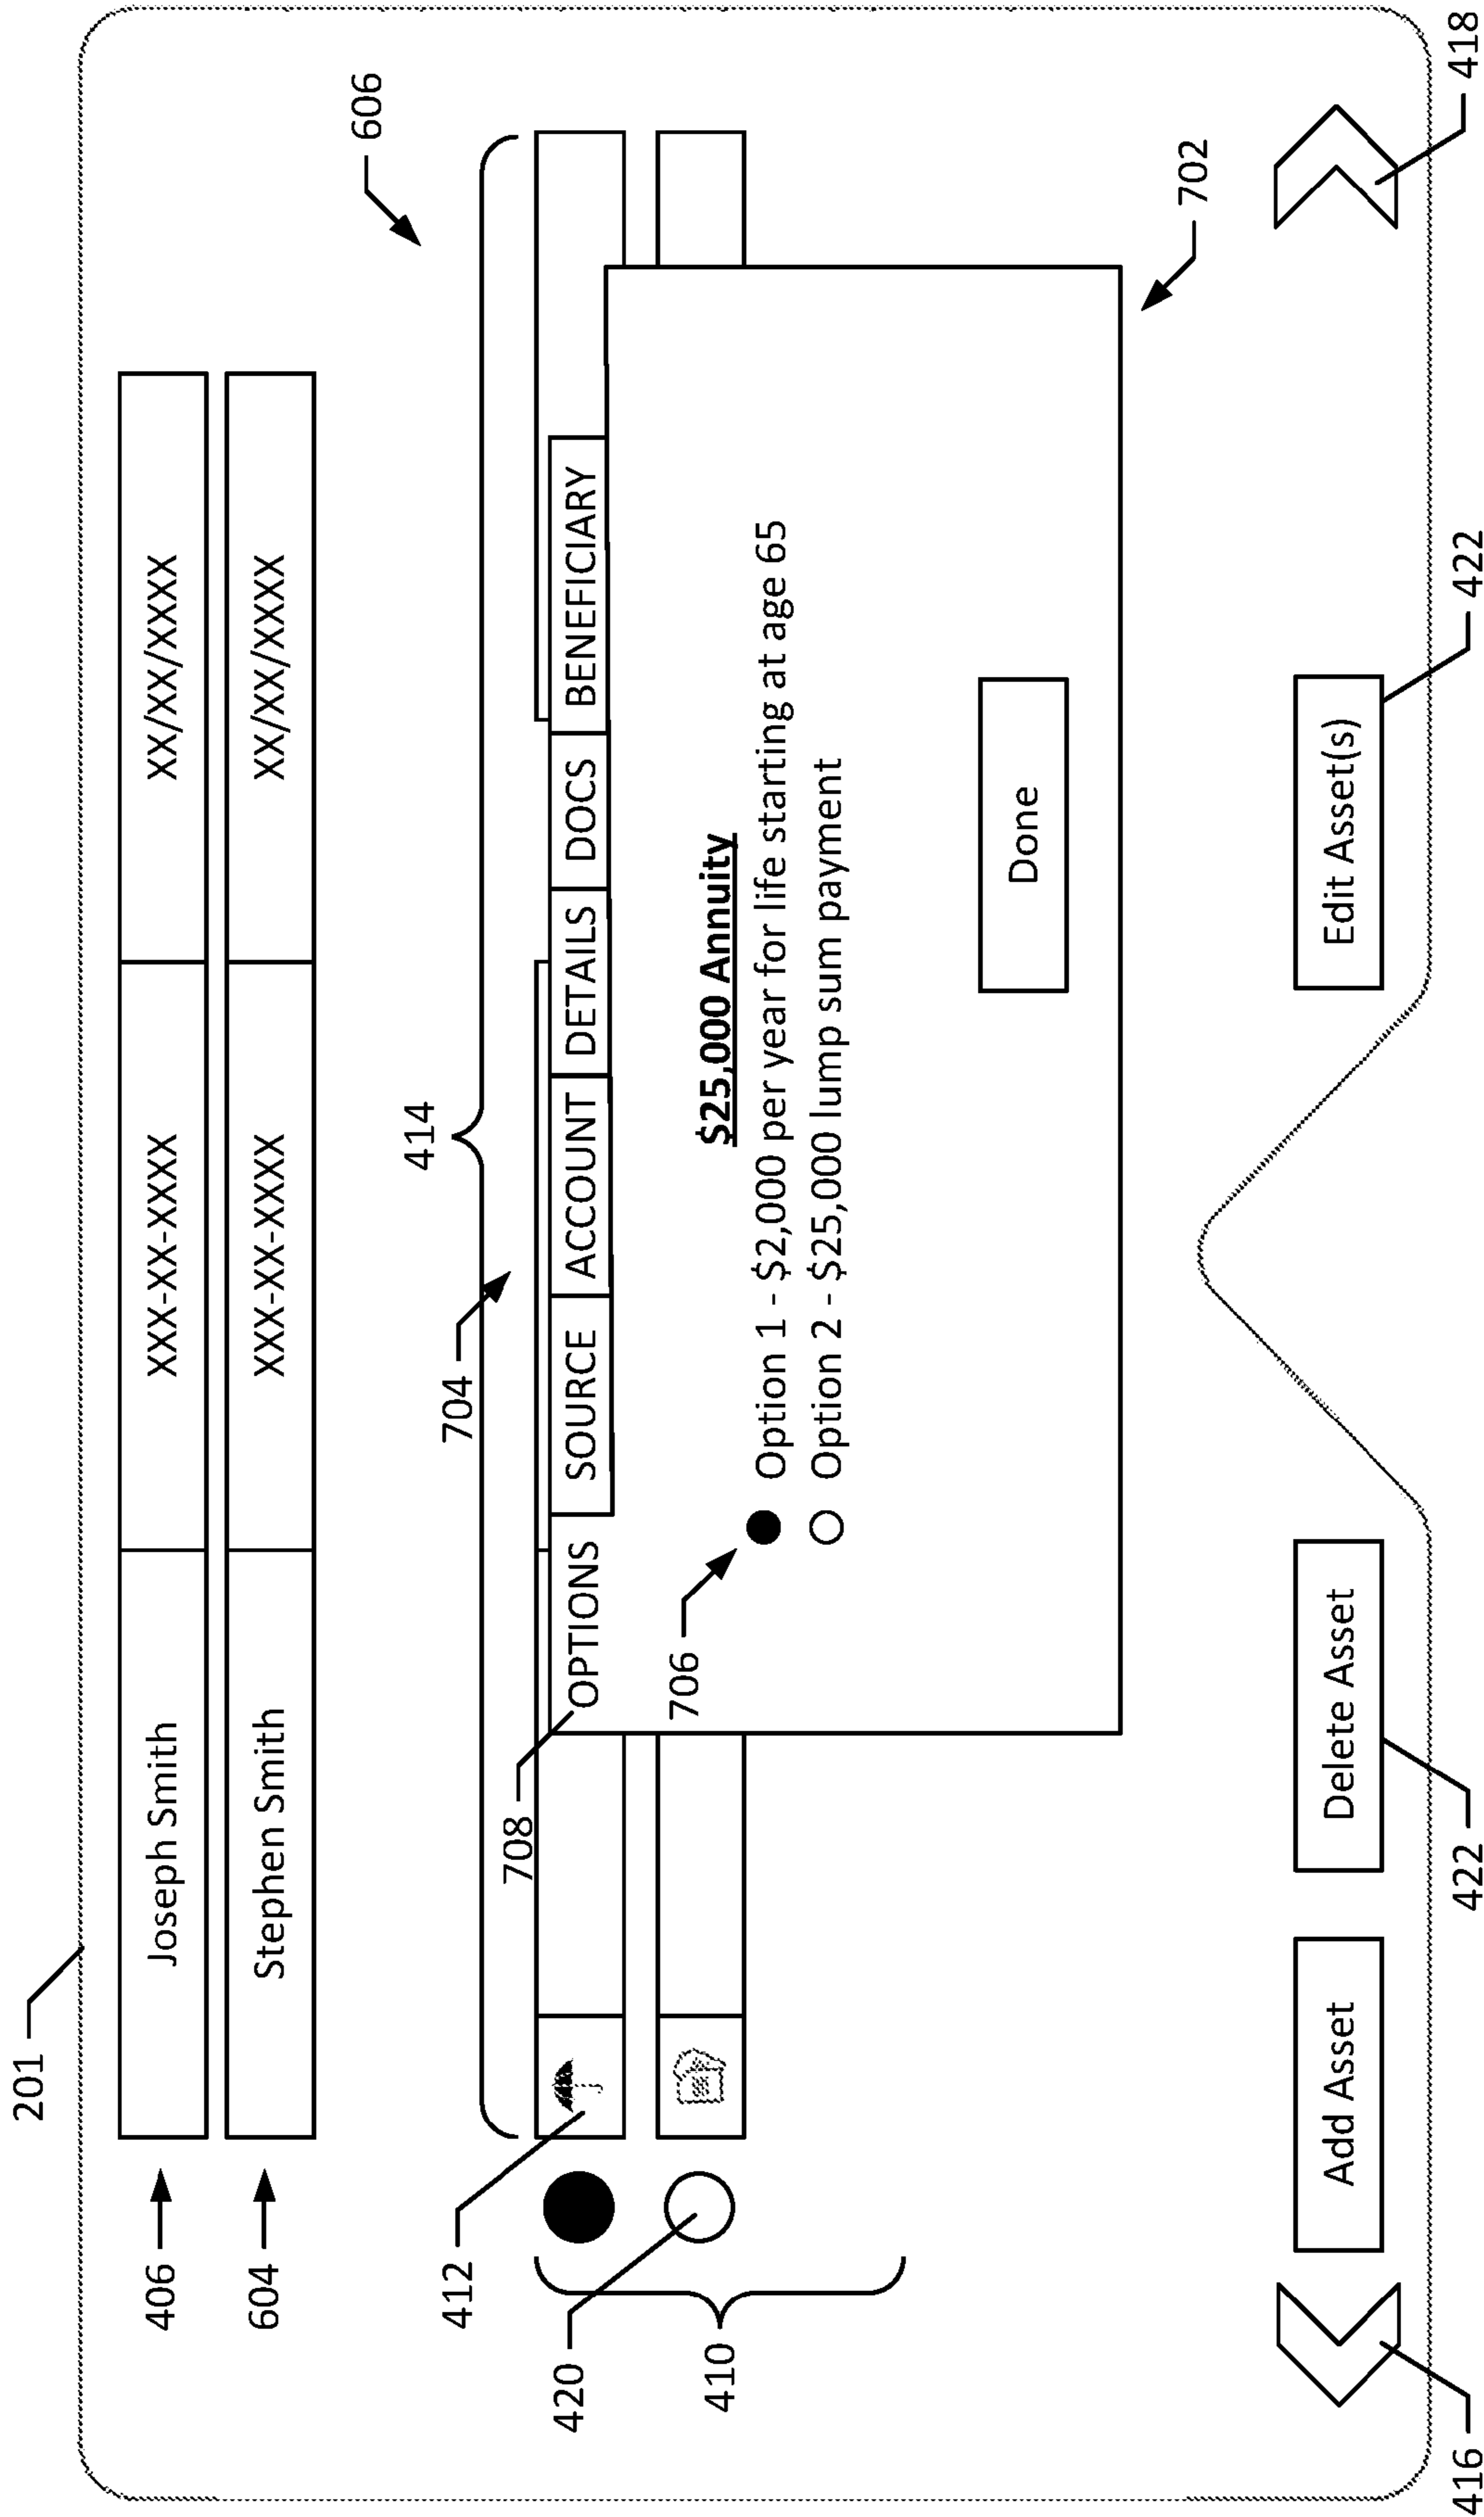 201
406
Joseph Smith
XXX-XX-XXXX
XX/XX/XXXX
604
Stephen Smith
XXX-XX-XXXX
XX/XX/XXXX
606
414
704
708
412
OPTIONS
SOURCE
ACCOUNT
DETAILS
DOCS
BENEFICIARY
420
410
706
$25,000 Annuity
Option 1 - $2,000 per year for life starting at age 65
Option 2 - $25,000 lump sum payment
Done
702
Add Asset
Delete Asset
Edit Asset(s)
416
422
422
418